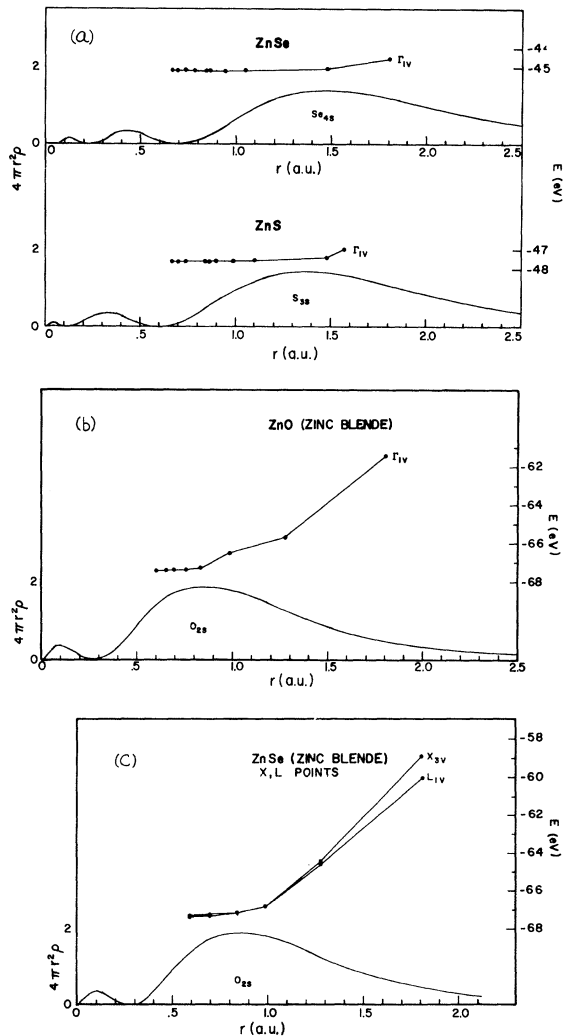 (a)
ZnSe
-44
-45
2
Γ1V
Se4S
0
.5
1.0
1.5
2.0
2.5
r (a.u.)
4πr²ρ
E (eV)
ZnS
-47
-48
2
Γ1V
S3S
0
.5
1.0
1.5
2.0
2.5
r (a.u.)
(b)
ZnO (ZINC BLENDE)
Γ1V
-62
-64
-66
-68
E (eV)
2
4πr²ρ
O2S
0
0
.5
1.0
1.5
2.0
2.5
r (a.u.)
(C)
ZnSe (ZINC BLENDE)
X, L POINTS
X3V
L1V
-58
-60
-62
-64
-66
-68
E (eV)
2
4πr²ρ
O2S
0
0
.5
1.0
1.5
2.0
r (a.u.)